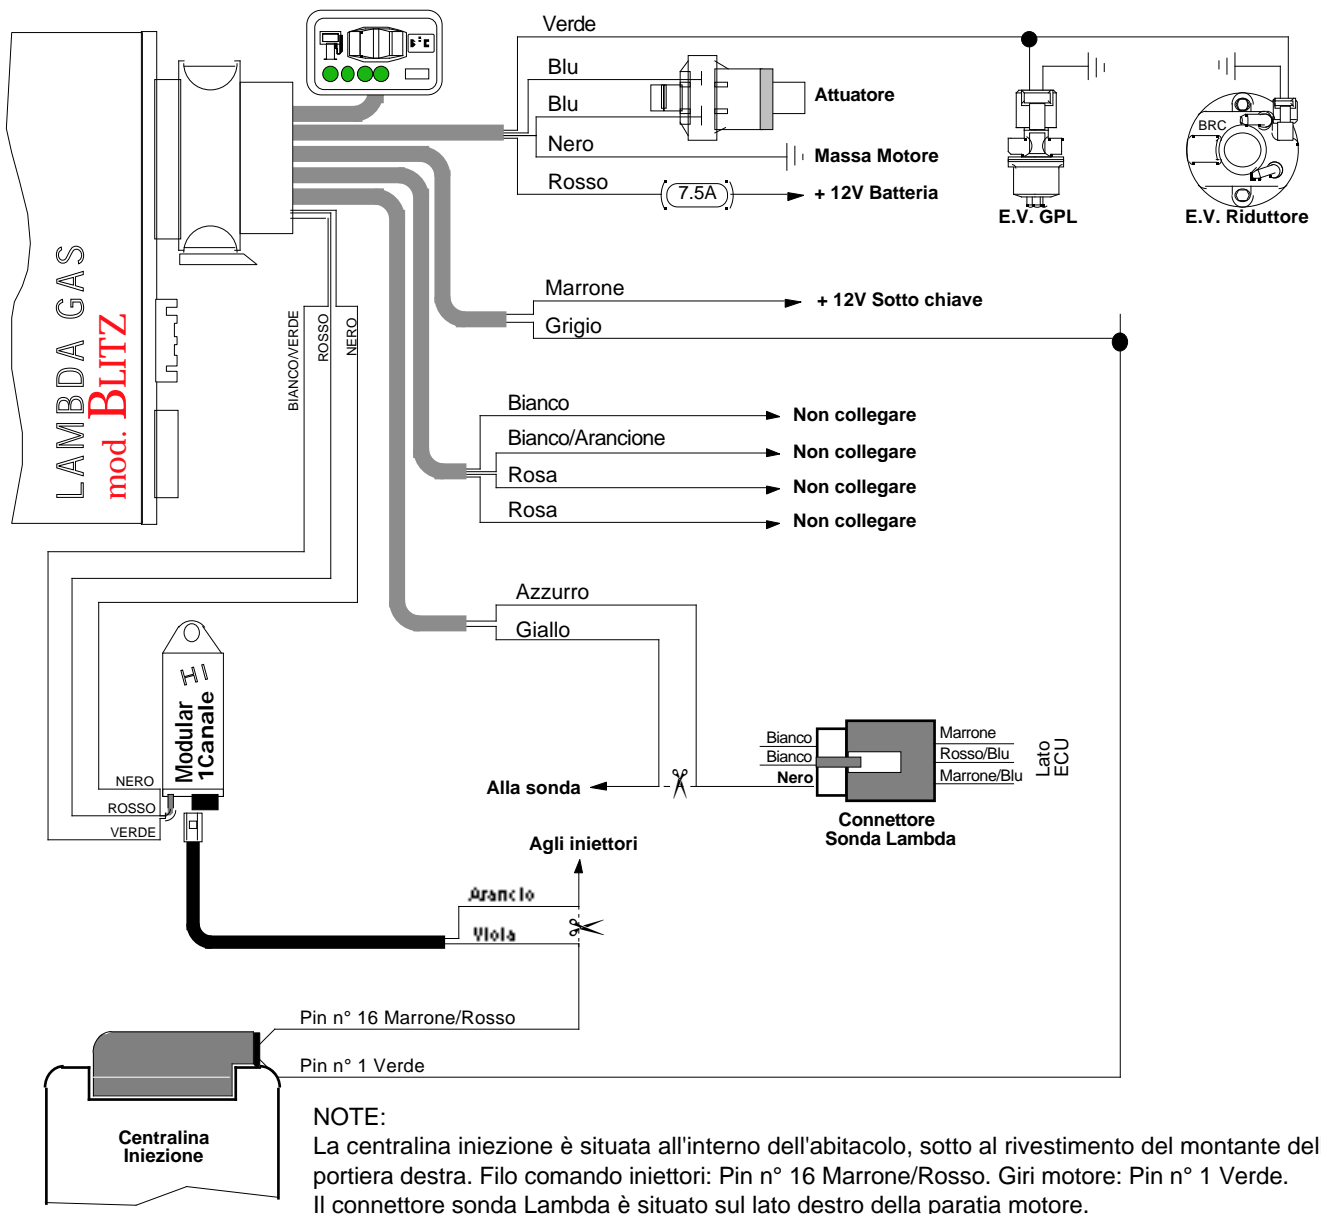 Verde
Blu
Attuatore
Blu
Nero
Massa Motore
Rosso
7.5A
+ 12V Batteria
BRC
E.V. GPL
E.V. Riduttore
LAMBDA GAS
mod. BLITZ
BIANCO/VERDE
ROSSO
NERO
Marrone
+ 12V Sotto chiave
Grigio
Bianco
Non collegare
Bianco/Arancione
Non collegare
Rosa
Non collegare
Rosa
Non collegare
Azzurro
Giallo
HI
Modular
1Canale
NERO
ROSSO
VERDE
Bianco
Bianco
Nero
Marrone
Rosso/Blu
Marrone/Blu
Lato
ECU
Alla sonda
Connettore
Sonda Lambda
Agli iniettori
Arancio
Viola
Pin n° 16 Marrone/Rosso
Pin n° 1 Verde
Centralina
Iniezione
NOTE:
La centralina iniezione è situata all'interno dell'abitacolo, sotto al rivestimento del montante del
portiera destra. Filo comando iniettori: Pin n° 16 Marrone/Rosso. Giri motore: Pin n° 1 Verde.
Il connettore sonda Lambda è situato sul lato destro della paratia motore.